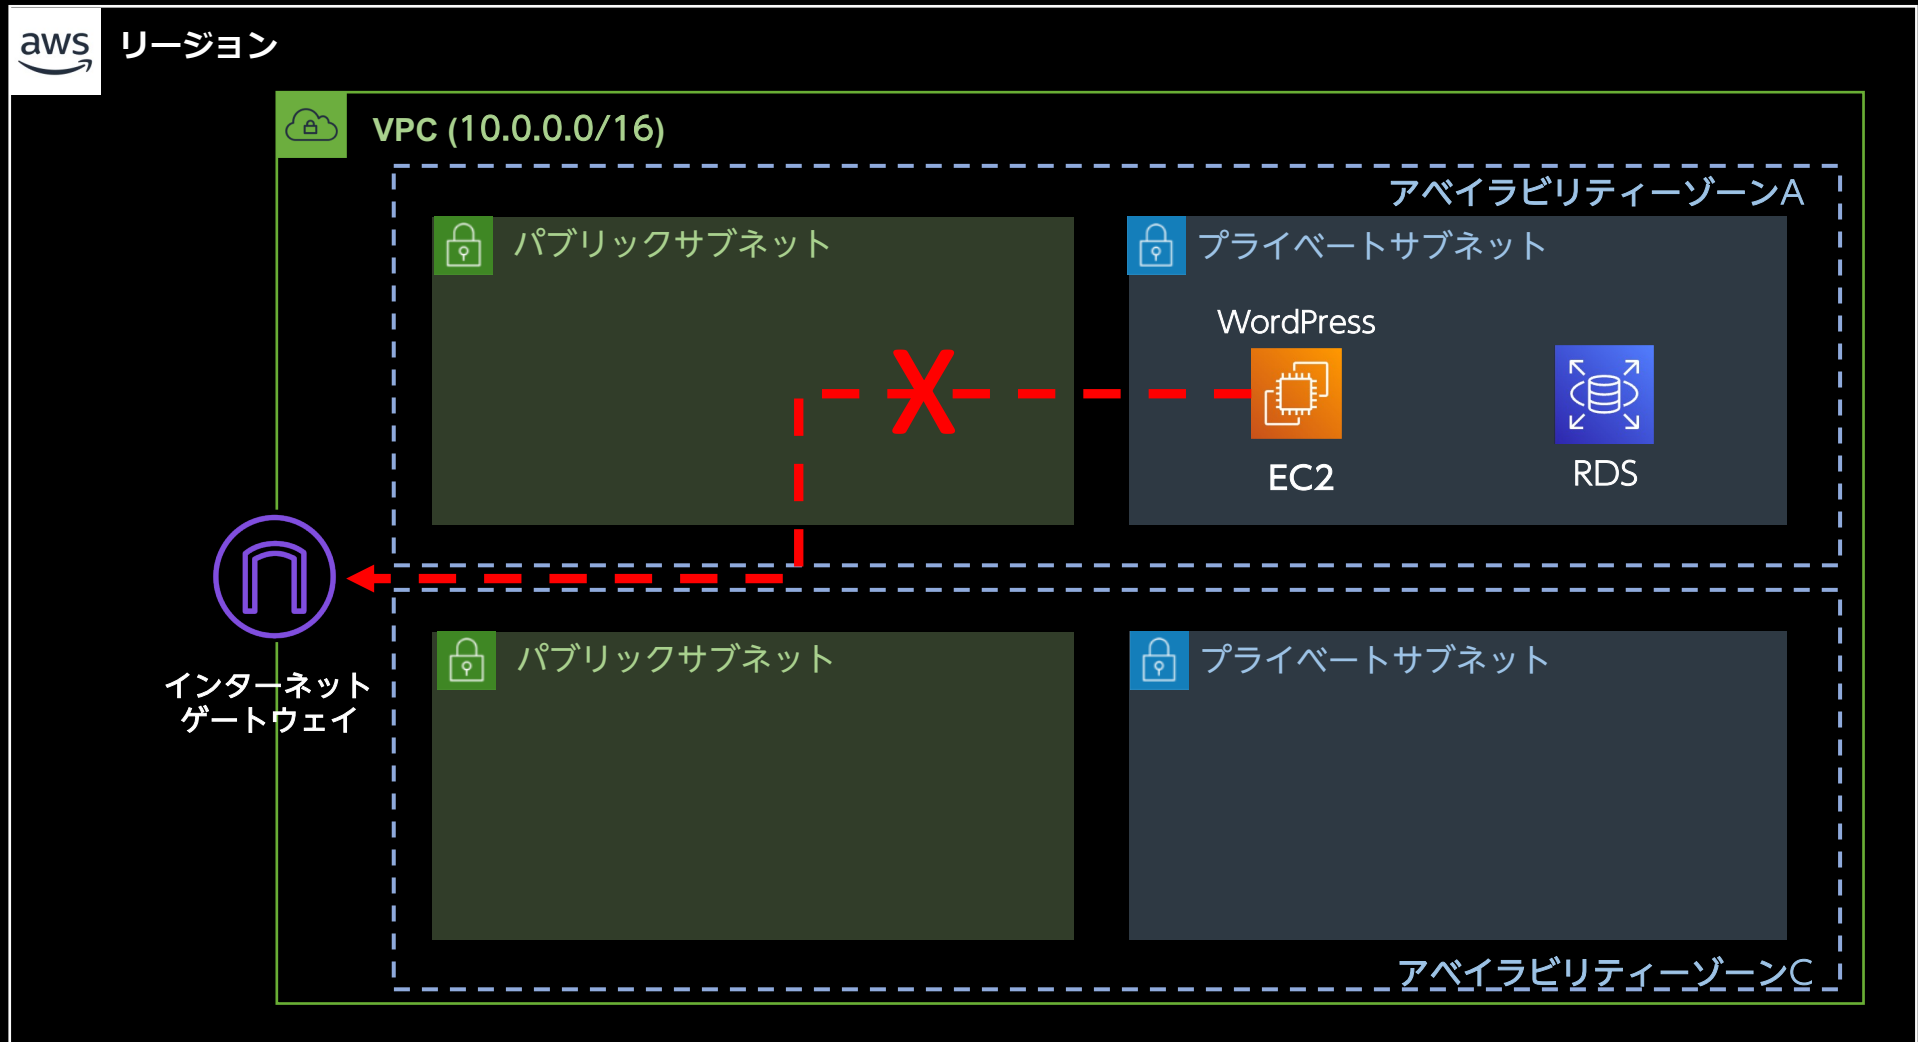 aws
リージョン
VPC (10.0.0.0/16)
アベイラビリティーゾーンA
パブリックサブネット
プライベートサブネット
WordPress
X
EC2
RDS
インターネット
ゲートウェイ
パブリックサブネット
プライベートサブネット
アベイラビリティーゾーンC